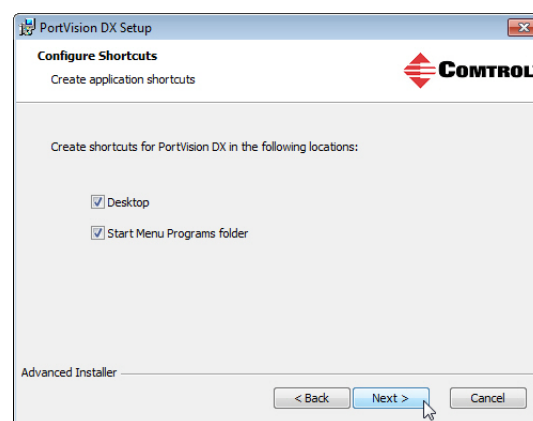 PortVision DX Setup
Configure Shortcuts
Create application shortcuts
COMTROL
Create shortcuts for PortVision DX in the following locations:
Desktop
Start Menu Programs folder
Advanced Installer
< Back Next > Cancel